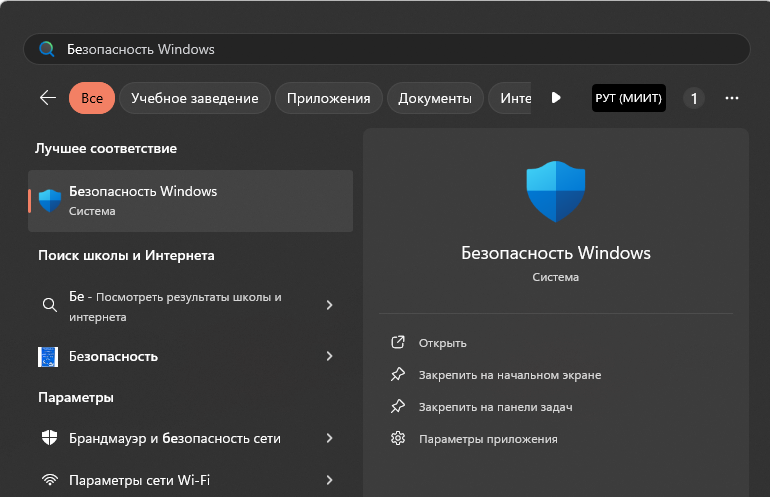 Безопасность Windows
Все
Учебное заведение
Приложения
Документы
Инте
РУТ (МИИТ)
1
Лучшее соответствие
Безопасность Windows
Система
Поиск школы и Интернета
Бе - Посмотреть результаты школы и
интернета
Безопасность
Параметры
Брандмауэр и безопасность сети
Параметры сети Wi-Fi
Безопасность Windows
Система
Открыть
Закрепить на начальном экране
Закрепить на панели задач
Параметры приложения